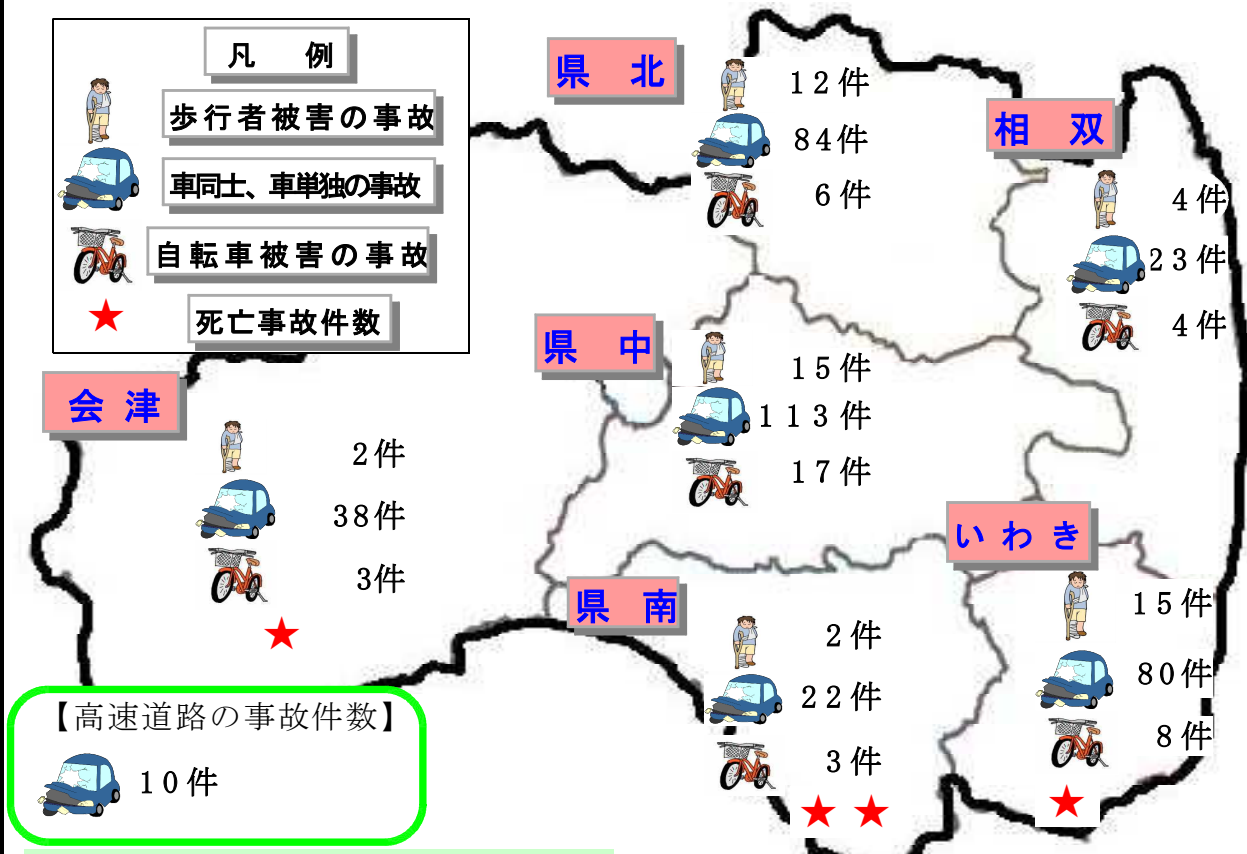 凡　例
歩行者被害の事故
車同士、車単独の事故
自転車被害の事故
★
死亡事故件数
県　北
12件
84件
6件
相　双
4件
23件
4件
県　中
15件
113件
17件
会 津
2件
38件
3件
★
いわき
15件
80件
8件
★
県　南
2件
22件
3件
★ ★
【高速道路の事故件数】
10件